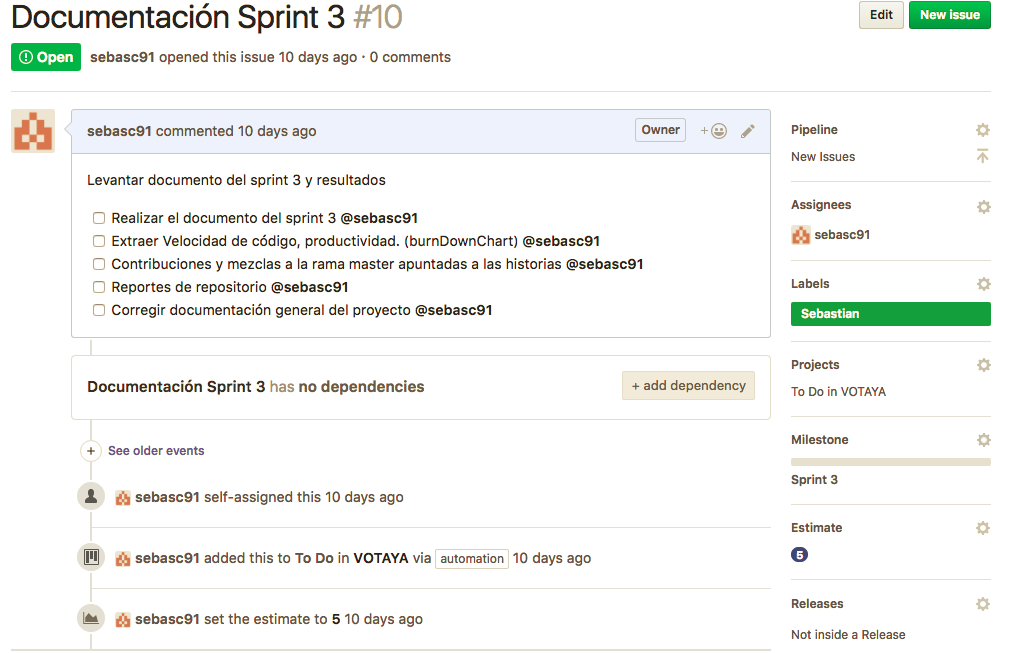 Documentación Sprint 3 #10
Edit
New issue
Open
sebasc91 opened this issue 10 days ago · 0 comments
sebasc91 commented 10 days ago
Owner
Levantar documento del sprint 3 y resultados
Realizar el documento del sprint 3 @sebasc91
Extraer Velocidad de código, productividad. (burnDownChart) @sebasc91
Contribuciones y mezclas a la rama master apuntadas a las historias @sebasc91
Reportes de repositorio @sebasc91
Corregir documentación general del proyecto @sebasc91
Documentación Sprint 3 has no dependencies
+ add dependency
See older events
sebasc91 self-assigned this 10 days ago
sebasc91 added this to To Do in VOTAYA via automation 10 days ago
sebasc91 set the estimate to 5 10 days ago
Pipeline
New Issues
Assignees
sebasc91
Labels
Sebastian
Projects
To Do in VOTAYA
Milestone
Sprint 3
Estimate
5
Releases
Not inside a Release